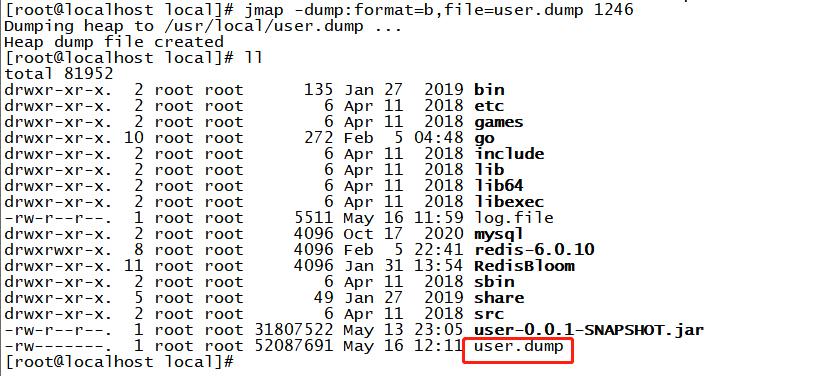 [root@localhost local]# jmap -dump:format=b,file=user.dump 1246
Dumping heap to /usr/local/user.dump ...
Heap dump file created
[root@localhost local]# ll
total 81952
drwxr-xr-x.  2 root root      135 Jan 27  2019 bin
drwxr-xr-x.  2 root root        6 Apr 11  2018 etc
drwxr-xr-x.  2 root root        6 Apr 11  2018 games
drwxr-xr-x. 10 root root      272 Feb  5 04:48 go
drwxr-xr-x.  2 root root        6 Apr 11  2018 include
drwxr-xr-x.  2 root root        6 Apr 11  2018 lib
drwxr-xr-x.  2 root root        6 Apr 11  2018 lib64
drwxr-xr-x.  2 root root        6 Apr 11  2018 libexec
-rw-r--r--.  1 root root     5511 May 16 11:59 log.file
drwxr-xr-x.  2 root root     4096 Oct 17  2020 mysql
drwxrwxr-x.  8 root root     4096 Feb  5 22:41 redis-6.0.10
drwxr-xr-x. 11 root root     4096 Jan 31 13:54 RedisBloom
drwxr-xr-x.  2 root root        6 Apr 11  2018 sbin
drwxr-xr-x.  5 root root       49 Jan 27  2019 share
drwxr-xr-x.  2 root root        6 Apr 11  2018 src
-rw-r--r--.  1 root root 31807522 May 13 23:05 user-0.0.1-SNAPSHOT.jar
-rw-------.  1 root root 52087691 May 16 12:11 user.dump
[root@localhost local]#